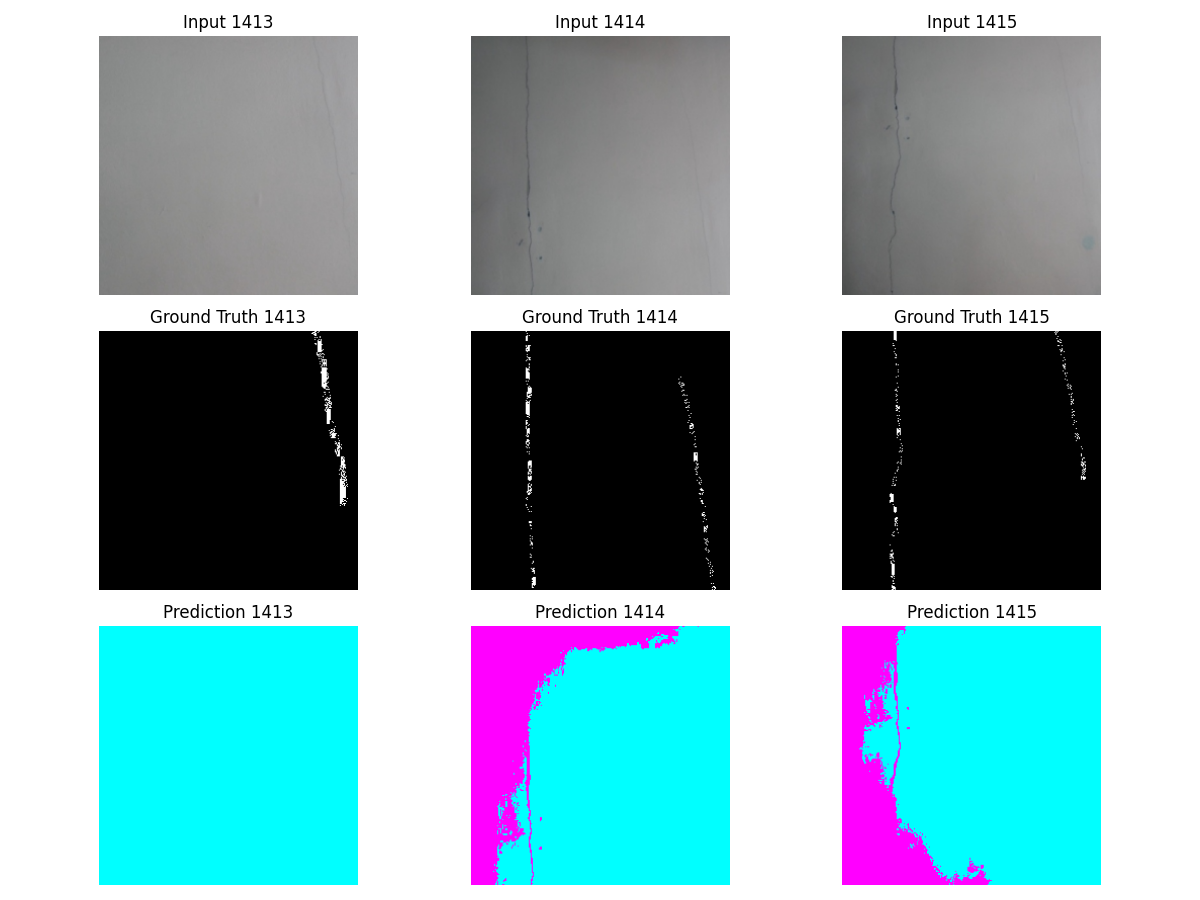 Input 1413
Input 1414
Input 1415
Ground Truth 1413
Ground Truth 1414
Ground Truth 1415
Prediction 1413
Prediction 1414
Prediction 1415